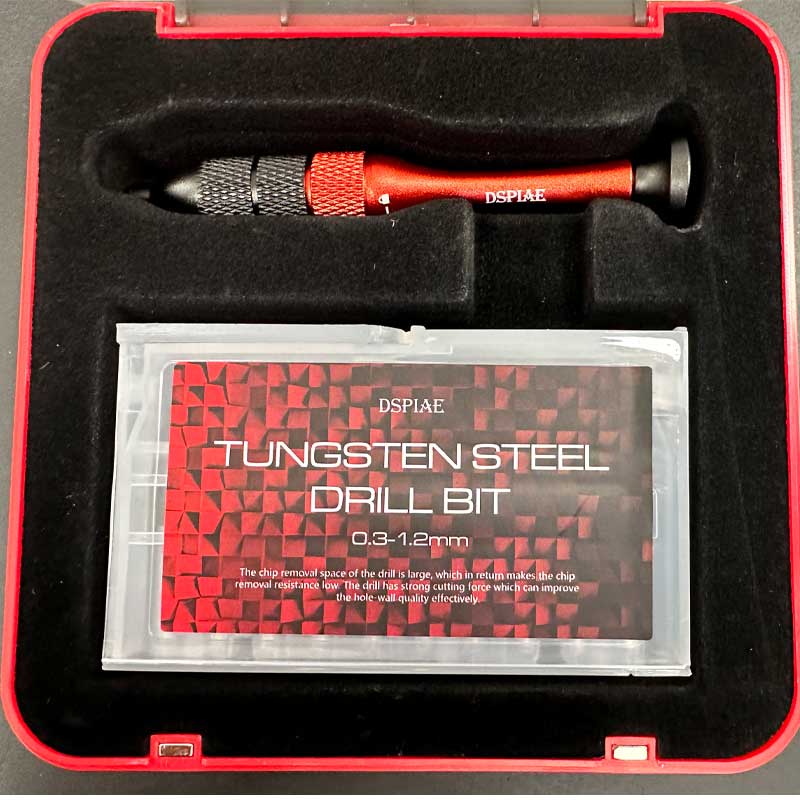 DSPIAE
DSPIAE
TUNGSTEN STEEL
DRILL BIT
0.3-1.2mm
The chip removal space of the drill is large, which in return makes the chip
removal resistance low. The drill has strong cutting force which can improve
the hole-wall quality effectively.